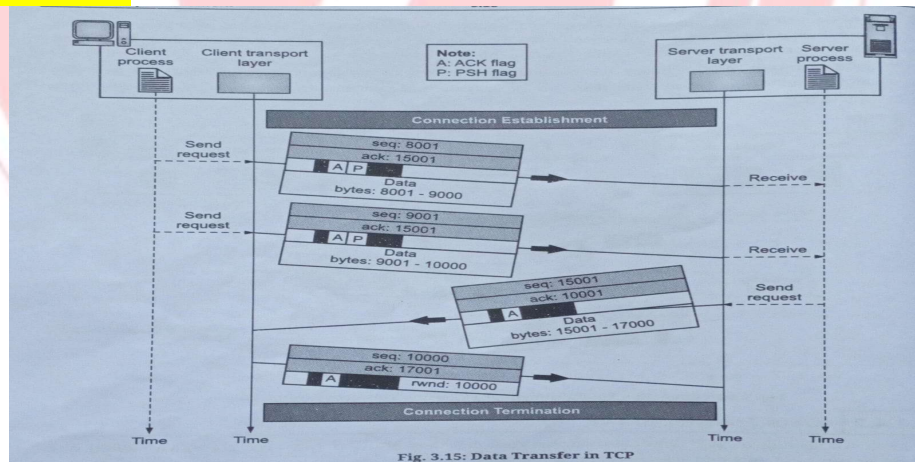 Client process
Client transport layer
Note:
A: ACK flag
P: PSH flag
Server transport layer
Server process
Connection Establishment
Send request
seq: 8001
ack: 15001
A P
Data
bytes: 8001 - 9000
Receive
Send request
seq: 9001
ack: 15001
A P
Data
bytes: 9001 - 10000
Receive
Send request
seq: 15001
ack: 10001
A
Data
bytes: 15001 - 17000
seq: 10000
ack: 17001
A
rwnd: 10000
Connection Termination
Time
Time
Time
Time
Fig. 3.15: Data Transfer in TCP